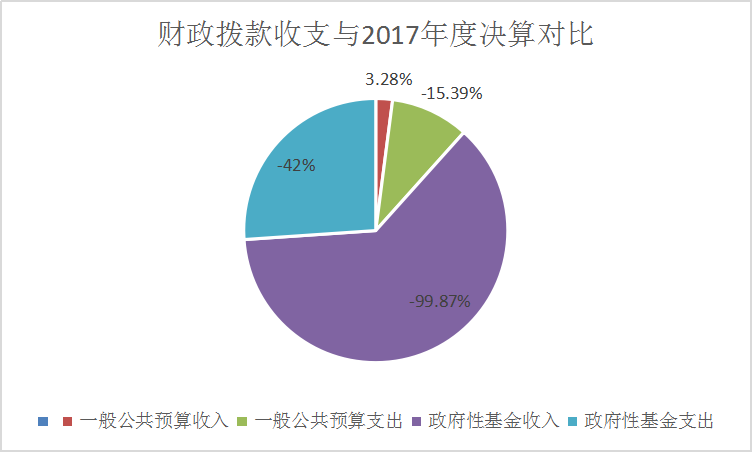 财政拨款收支与2017年度决算对比
3.28%
-15.39%
-42%
-99.87%
一般公共预算收入 一般公共预算支出 政府性基金收入 政府性基金支出